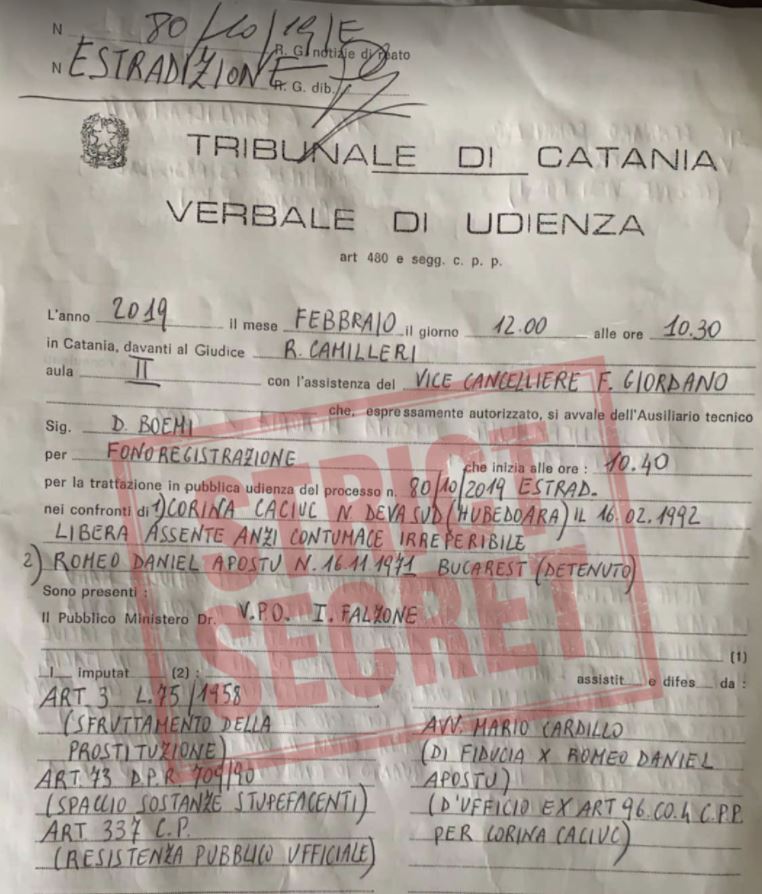 N 80/10/19/E R. G. notizie di reato
N ESTRADIZIONE R. G. dib.
TRIBUNALE DI CATANIA
VERBALE DI UDIENZA
art 480 e segg. c. p. p.
L'anno 2019 il mese FEBBRAIO il giorno 12.00 alle ore 10.30
in Catania, davanti al Giudice R. CAMILLERI
aula II con l'assistenza del VICE CANCELLIERE F. GIORDANO
che, espressamente autorizzato, si avvale dell'Ausiliario tecnico
Sig. D. BOEMI
per FONOREGISTRAZIONE che inizia alle ore : 10.40
per la trattazione in pubblica udienza del processo n. 80/10/2019 ESTRAD.
nei confronti di 1) CORINA CACIUC N DEVA SUD (HUBEDOARA) IL 16.02.1992
LIBERA ASSENTE ANZI CONTUMACE IRREPERIBILE
2) ROMEO DANIEL APOSTU N. 16.11 1971 BUCAREST (DETENUTO)
Sono presenti :
Il Pubblico Ministero Dr. V.P.O. I. FALZONE
(1)
I imputat (2) : assistit e difes da :
ART 3 L.75/1958
(SFRUTTAMENTO DELLA
PROSTITUZIONE)
ART. 73 D.P.R. 709/90
(SPACCIO SOSTANZE STUPEFACENTI)
ART 337 C.P.
(RESISTENZA PUBBLICO UFFICIALE)
AVV. MARIO CARDILLO
(DI FIDUCIA X ROMEO DANIEL
APOSTU)
(D'UFFICIO EX ART 96.CO.4 C.P.P.
PER CORINA CACIUC)
STRICT
SECRET